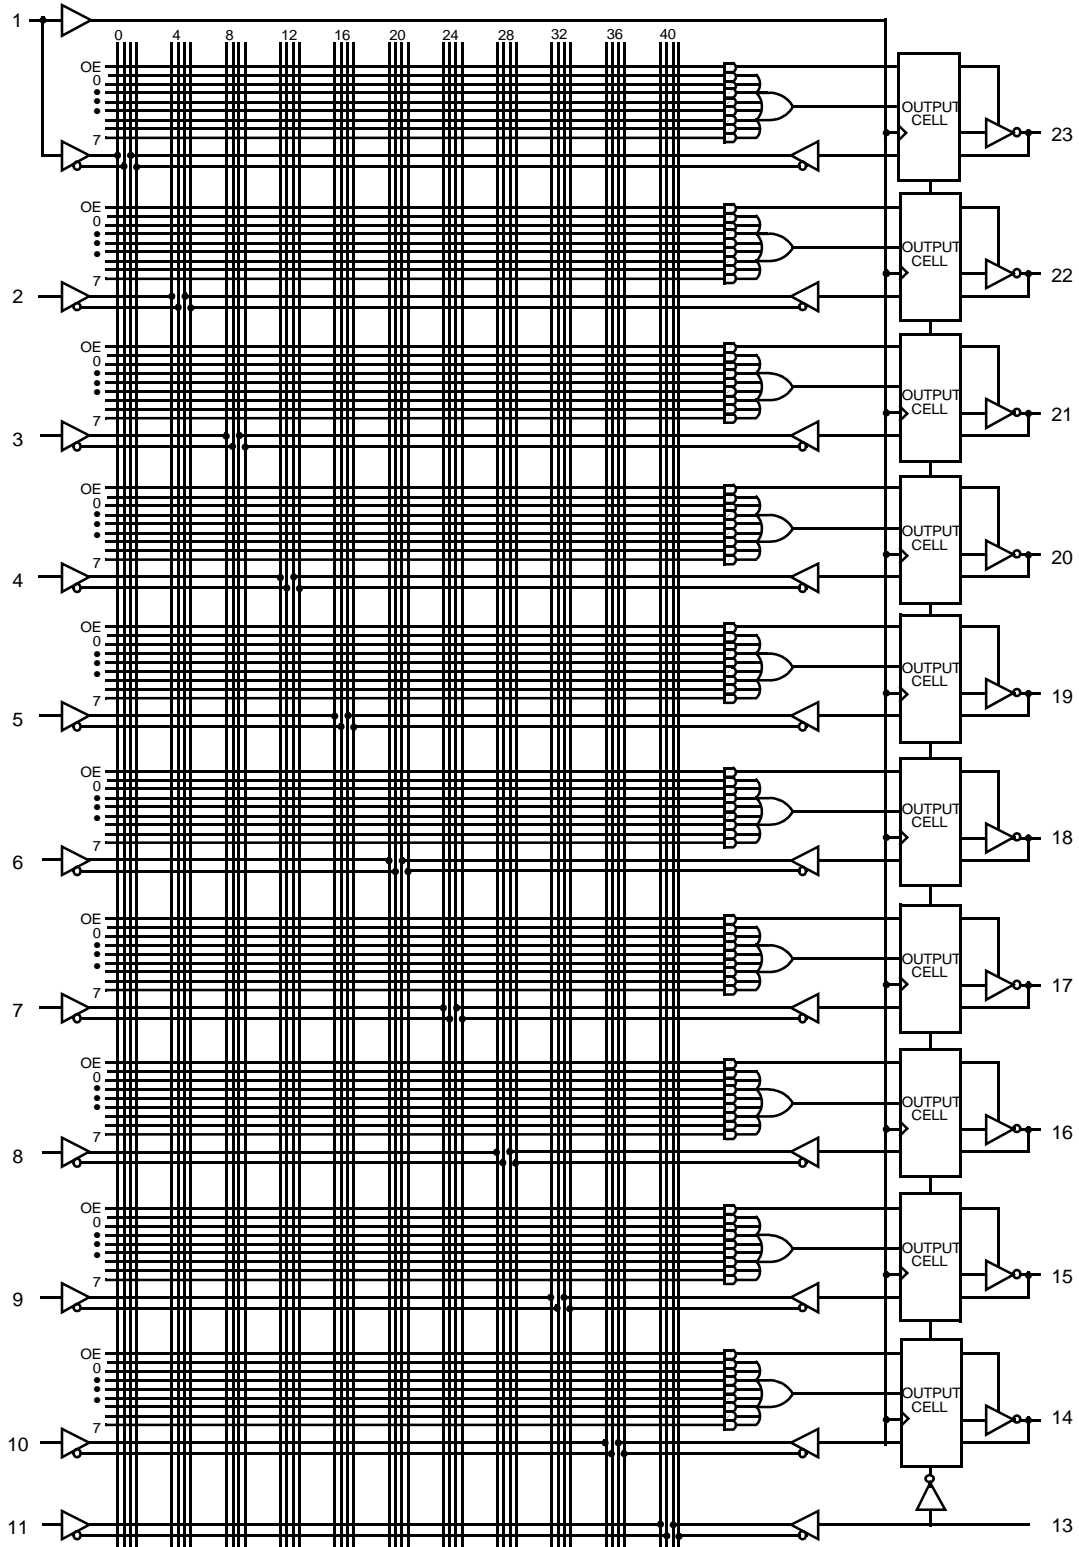 1
0 4 8 12 16 20 24 28 32 36 40
OE
0
7
OUTPUT
CELL
23
OE
0
7
OUTPUT
CELL
2
22
OE
0
7
OUTPUT
CELL
3
21
OE
0
7
OUTPUT
CELL
4
20
OE
0
7
OUTPUT
CELL
5
19
OE
0
7
OUTPUT
CELL
6
18
OE
0
7
OUTPUT
CELL
7
17
OE
0
7
OUTPUT
CELL
8
16
OE
0
7
OUTPUT
CELL
9
15
OE
0
7
OUTPUT
CELL
10
14
11
13